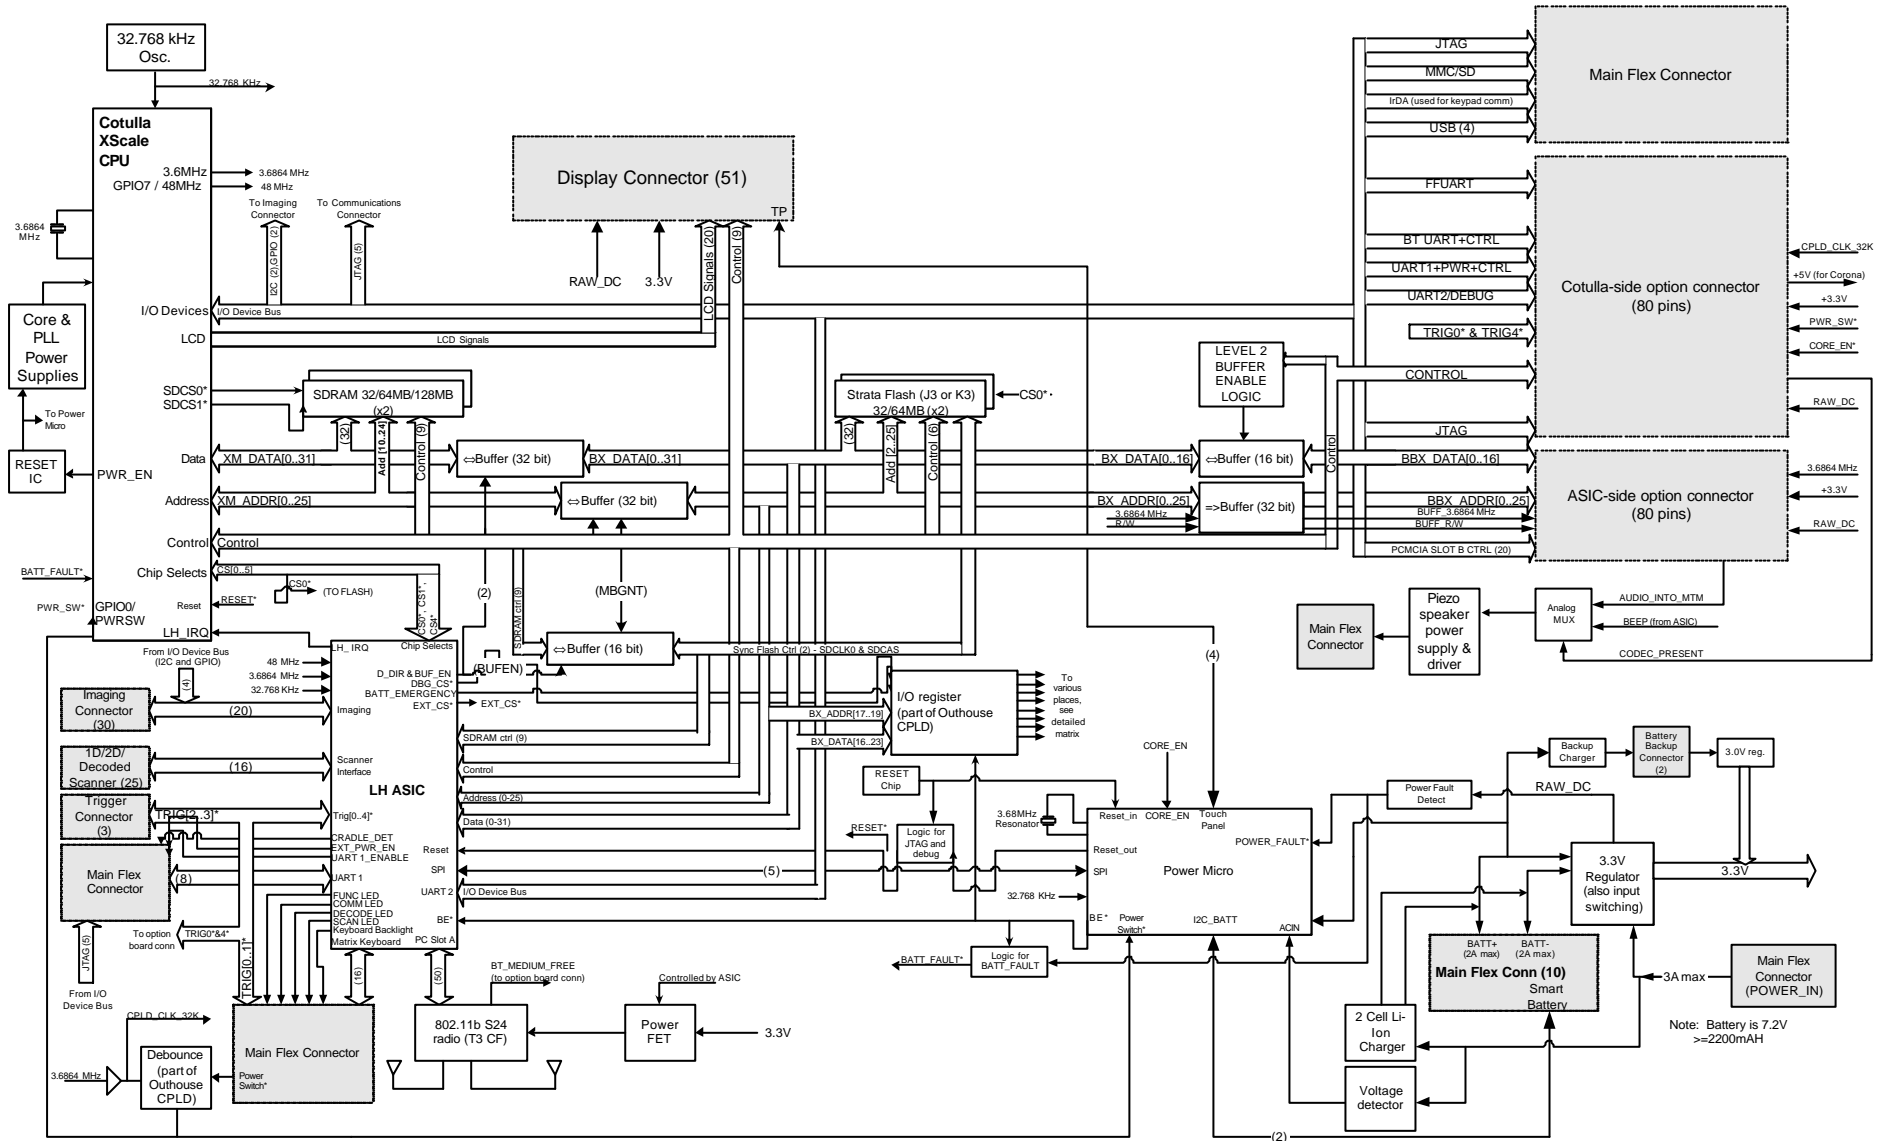 32.768 kHz
Osc.
32.768 KHz
Cotulla
XScale
CPU
3.6MHz
GPIO7 / 48MHz
3.6864 MHz
48 MHz
3.6864
MHz
To Imaging
Connector
To Communications
Connector
I2C (2),GPIO (2)
JTAG (5)
Display Connector (51)
TP
RAW_DC
3.3V
LCD Signals (20)
Control (9)
JTAG
MMC/SD
IrDA (used for keypad comm)
USB (4)
Main Flex Connector
FFUART
BT UART+CTRL
UART1+PWR+CTRL
UART2/DEBUG
TRIG0* & TRIG4*
CONTROL
JTAG
Cotulla-side option connector
(80 pins)
CPLD_CLK_32K
+5V (for Corona)
+3.3V
PWR_SW*
CORE_EN*
RAW_DC
I/O Devices
I/O Device Bus
LCD
LCD Signals
Core &
PLL
Power
Supplies
To Power
Micro
RESET
IC
PWR_EN
SDCS0*
SDCS1*
SDRAM 32/64MB/128MB
(x2)
(32)
Add [10..24]
Control (9)
Strata Flash (J3 or K3)
32/64MB (x2)
CS0*
(32)
Add [2..25]
Control (6)
LEVEL 2
BUFFER
ENABLE
LOGIC
Control
Data
XM_DATA[0..31]
⇔Buffer (32 bit)
BX_DATA[0..31]
BX_DATA[0..16]
⇔Buffer (16 bit)
BBX_DATA[0..16]
Address
XM_ADDR[0..25]
⇔Buffer (32 bit)
BX_ADDR[0..25]
3.6864 MHz
R/W
=>Buffer (32 bit)
BBX_ADDR[0..25]
BUFF_3.6864 MHz
BUFF_R/W
PCMCIA SLOT B CTRL (20)
ASIC-side option connector
(80 pins)
3.6864 MHz
+3.3V
RAW_DC
Control
Control
Chip Selects
CS[0..5]
CS0*
(TO FLASH)
CS0*, CS1*,
CS4*
BATT_FAULT*
PWR_SW*
GPIO0/
PWRSW
Reset
RESET*
LH_IRQ
(2)
SDRAM ctrl (9)
(MBGNT)
⇔Buffer (16 bit)
Sync Flash Ctrl (2) - SDCLK0 & SDCAS
(BUFEN)
(4)
Main Flex
Connector
Piezo
speaker
power
supply &
driver
Analog
MUX
AUDIO_INTO_MTM
BEEP (from ASIC)
CODEC_PRESENT
From I/O Device Bus
(I2C and GPIO)
(4)
48 MHz
3.6864 MHz
32.768 KHz
LH_ IRQ
Chip Selects
D_DIR & BUF_EN
DBG_CS*
BATT_EMERGENCY
EXT_CS*
EXT_CS*
Imaging
Connector
(30)
(20)
Imaging
1D/2D/
Decoded
Scanner (25)
(16)
Scanner
Interface
LH ASIC
SDRAM ctrl (9)
Control
Address (0-25)
Data (0-31)
Trigger
Connector
(3)
TRIG[2..3]*
Trig[0..4]*
CRADLE_DET
EXT_PWR_EN
UART 1_ENABLE
Main Flex
Connector
(8)
UART 1
FUNC LED
COMM LED
DECODE LED
SCAN LED
Keyboard Backlight
Matrix Keyboard
Reset
SPI
UART 2
I/O Device Bus
BE*
PC Slot A
To option
board conn
TRIG0*&4*
JTAG (5)
TRIG[0..1]*
From I/O
Device Bus
(16)
(50)
I/O register
(part of Outhouse
CPLD)
BX_ADDR[17..19]
BX_DATA[16..23]
To
various
places,
see
detailed
matrix
RESET
Chip
RESET*
Logic for
JTAG and
debug
(5)
3.68MHz
Resonator
CORE_EN
Reset_in
CORE_EN
Touch
Panel
POWER_FAULT*
Reset_out
SPI
Power Micro
32.768 KHz
BE*
Power
Switch*
I2C_BATT
ACIN
BATT_FAULT*
Logic for
BATT_FAULT
Backup
Charger
Battery
Backup
Connector
(2)
3.0V reg.
Power Fault
Detect
RAW_DC
3.3V
Regulator
(also input
switching)
3.3V
BATT+
(2A max)
BATT-
(2A max)
Main Flex Conn (10)
Smart
Battery
3A max
Main Flex
Connector
(POWER_IN)
Note: Battery is 7.2V
>=2200mAH
2 Cell Li-
Ion
Charger
Voltage
detector
(2)
CPLD_CLK_32K
3.6864 MHz
Debounce
(part of
Outhouse
CPLD)
Main Flex Connector
Power
Switch*
BT_MEDIUM_FREE
(to option board conn)
802.11b S24
radio (T3 CF)
Controlled by ASIC
Power
FET
3.3V